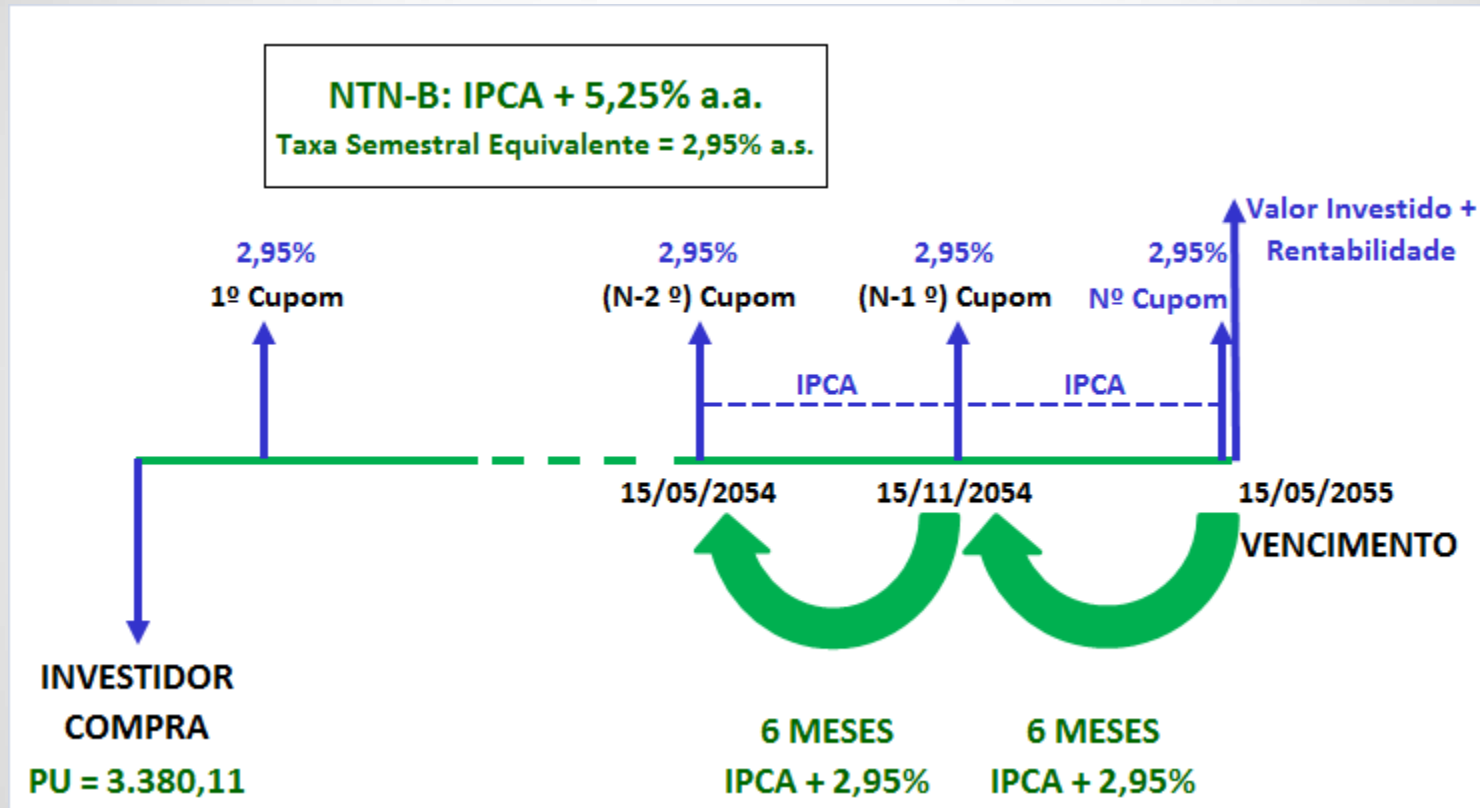 NTN-B: IPCA + 5,25% a.a.
Taxa Semestral Equivalente = 2,95% a.s.
Valor Investido +
Rentabilidade
2,95%
1º Cupom
2,95%
(N-2 º) Cupom
2,95%
(N-1 º) Cupom
2,95%
Nº Cupom
IPCA
IPCA
15/05/2054
15/11/2054
15/05/2055
VENCIMENTO
INVESTIDOR
COMPRA
PU = 3.380,11
6 MESES
IPCA + 2,95%
6 MESES
IPCA + 2,95%